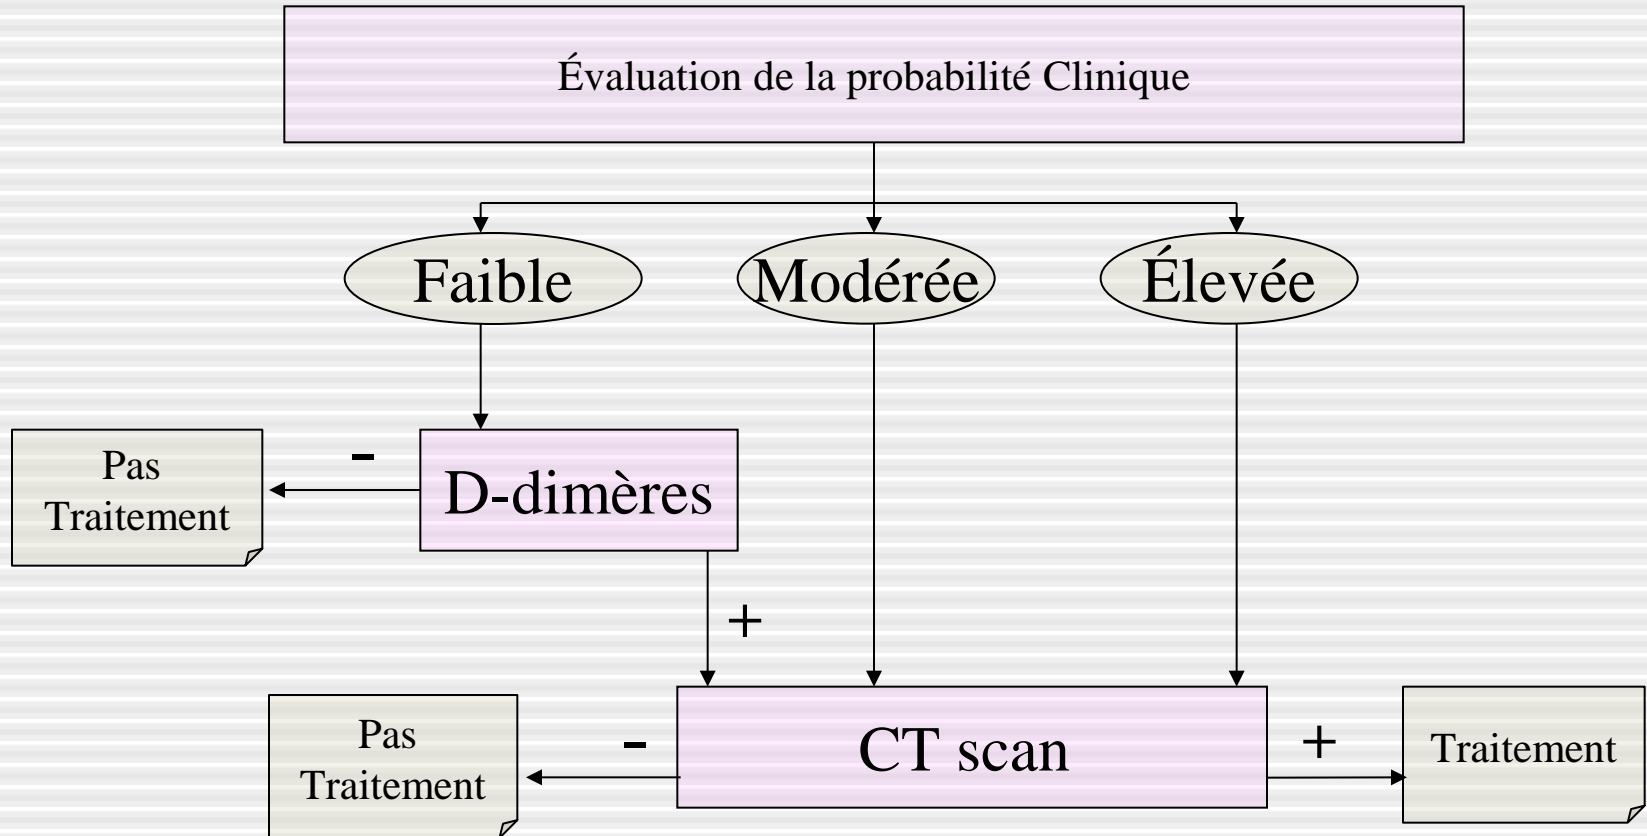 Évaluation de la probabilité Clinique
Faible
Modérée
Élevée
Pas
Traitement
-
D-dimères
+
Pas
Traitement
-
CT scan
+
Traitement